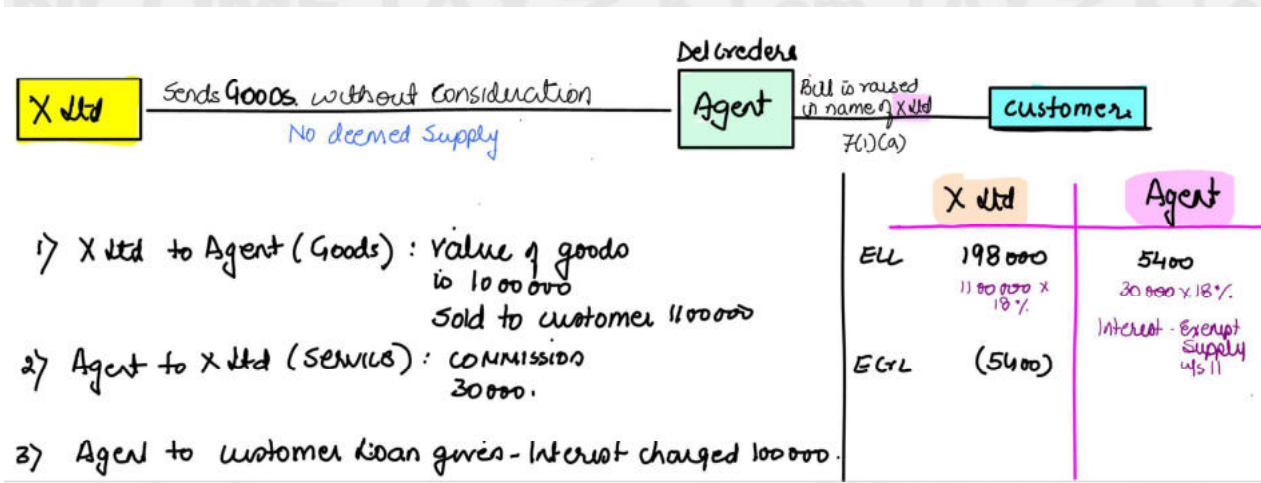 Del Credere
X Ltd
Sends Goods without consideration
No deemed Supply
Agent
Bill is raised
in name of X Ltd
7(1)(a)
customer
X Ltd
Agent
1) X Ltd to Agent (Goods) : value of goods
is 1000000
Sold to customer 1100000
2) Agent to X Ltd (Service) : COMMISSION
30000.
3) Agent to customer Loan given - Interest charged 100000.
ELL 198000 5400
1100000 x
18%
30000 x 18%.
Interest - Exempt
Supply
u/s 11
ECrL (5400)